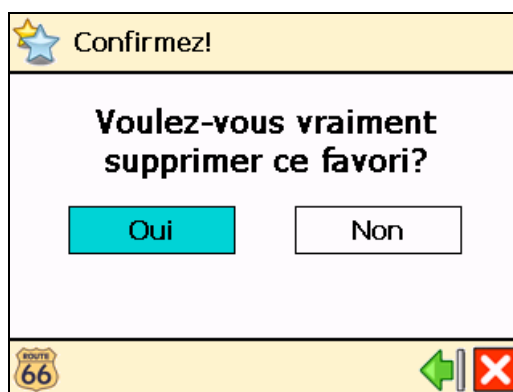 Confirmez!
Voulez-vous vraiment
supprimer ce favori?
Oui
Non
ROUTE
66